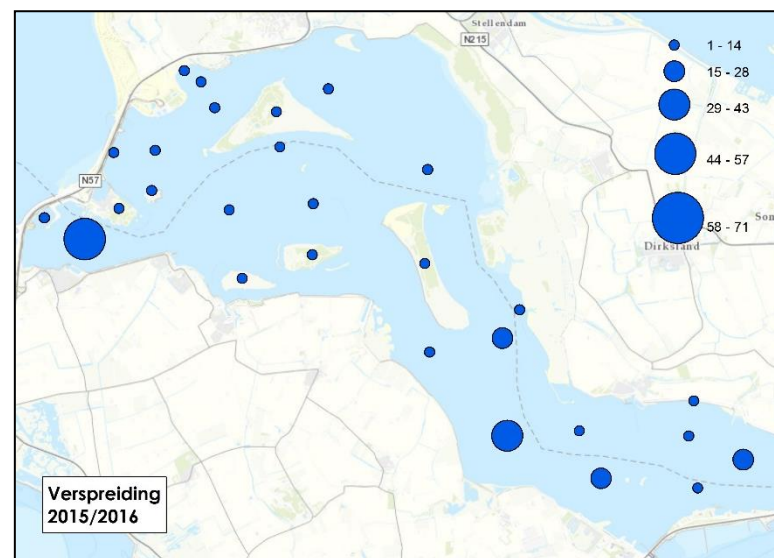 Stellendam
N215
1 - 14
15 - 28
29 - 43
44 - 57
58 - 71
N57
Dirksland
Verspreiding
2015/2016